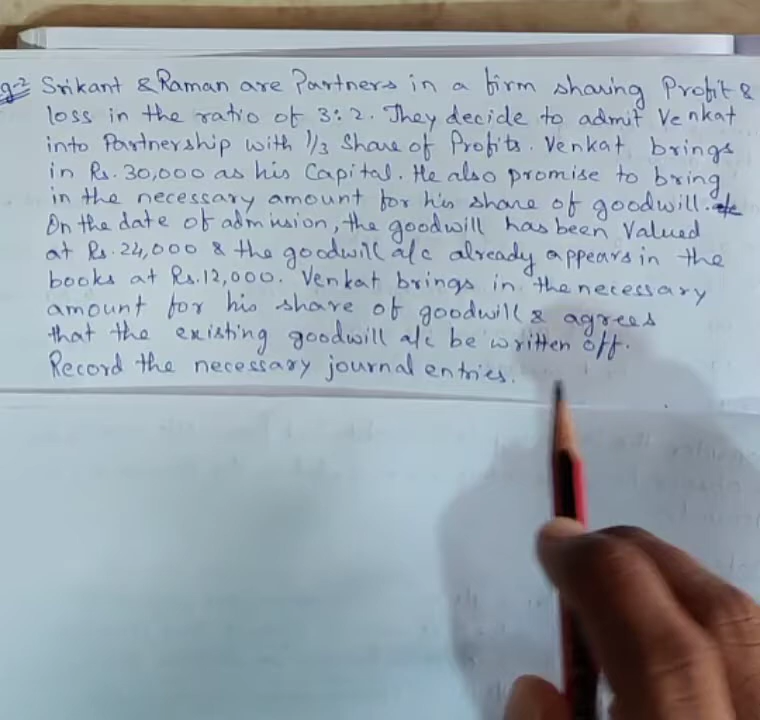 Q-2 Srikant & Raman are Partners in a firm sharing Profit &
loss in the ratio of 3:2. They decide to admit Venkat
into Partnership with 1/3 Share of Profits. Venkat brings
in Rs. 30,000 as his Capital. He also promise to bring
in the necessary amount for his share of goodwill.
On the date of admission, the goodwill has been Valued
at Rs. 24,000 & the goodwill a/c already appears in the
books at Rs. 12,000. Venkat brings in the necessary
amount for his share of goodwill & agrees
that the existing goodwill a/c be written off.
Record the necessary journal entries.